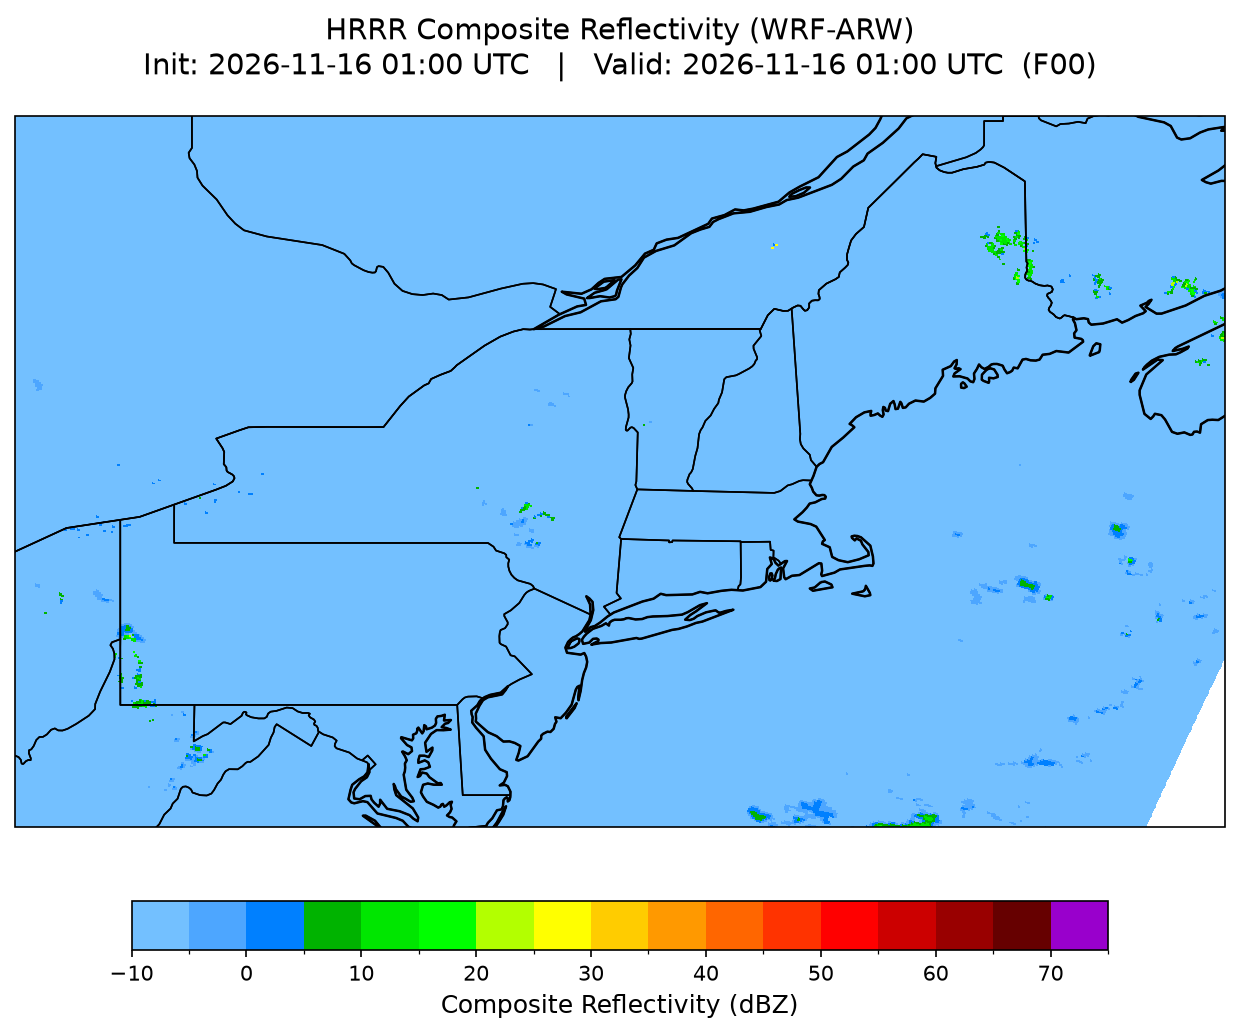 HRRR Composite Reflectivity (WRF-ARW)
Init: 2026-11-16 01:00 UTC   |   Valid: 2026-11-16 01:00 UTC  (F00)
−10 0 10 20 30 40 50 60 70
Composite Reflectivity (dBZ)